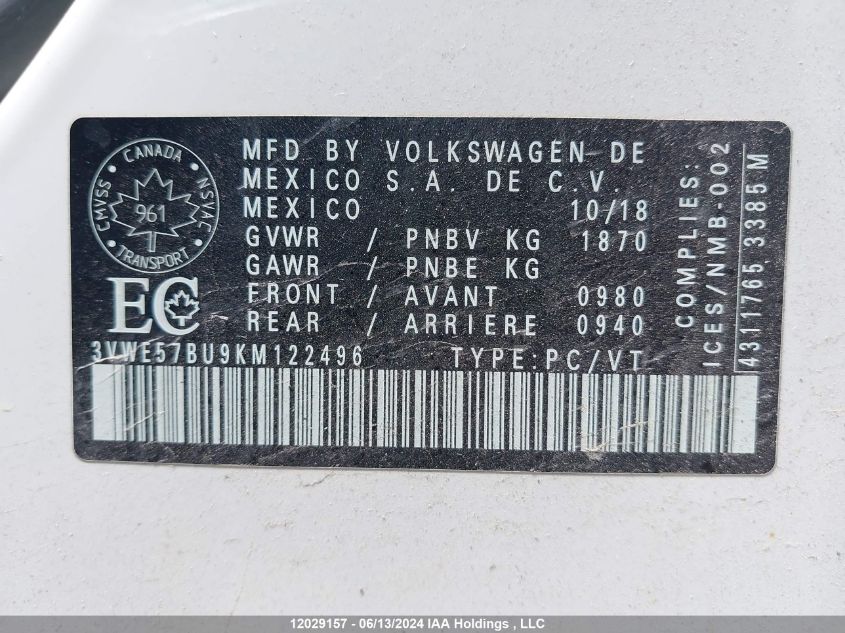 CANADA
CMVSS
NSVAC
961
TRANSPORT
EC
MFD BY VOLKSWAGEN DE
MEXICO S.A. DE C.V.
MEXICO 10/18
GVWR / PNBV KG 1870
GAWR / PNBE KG
FRONT / AVANT 0980
REAR / ARRIERE 0940
3VWE57BU9KM122496 TYPE:PC/VT
COMPLIES:
ICES/NMB-002
4311765 3385 M
12029157 - 06/13/2024 IAA Holdings , LLC